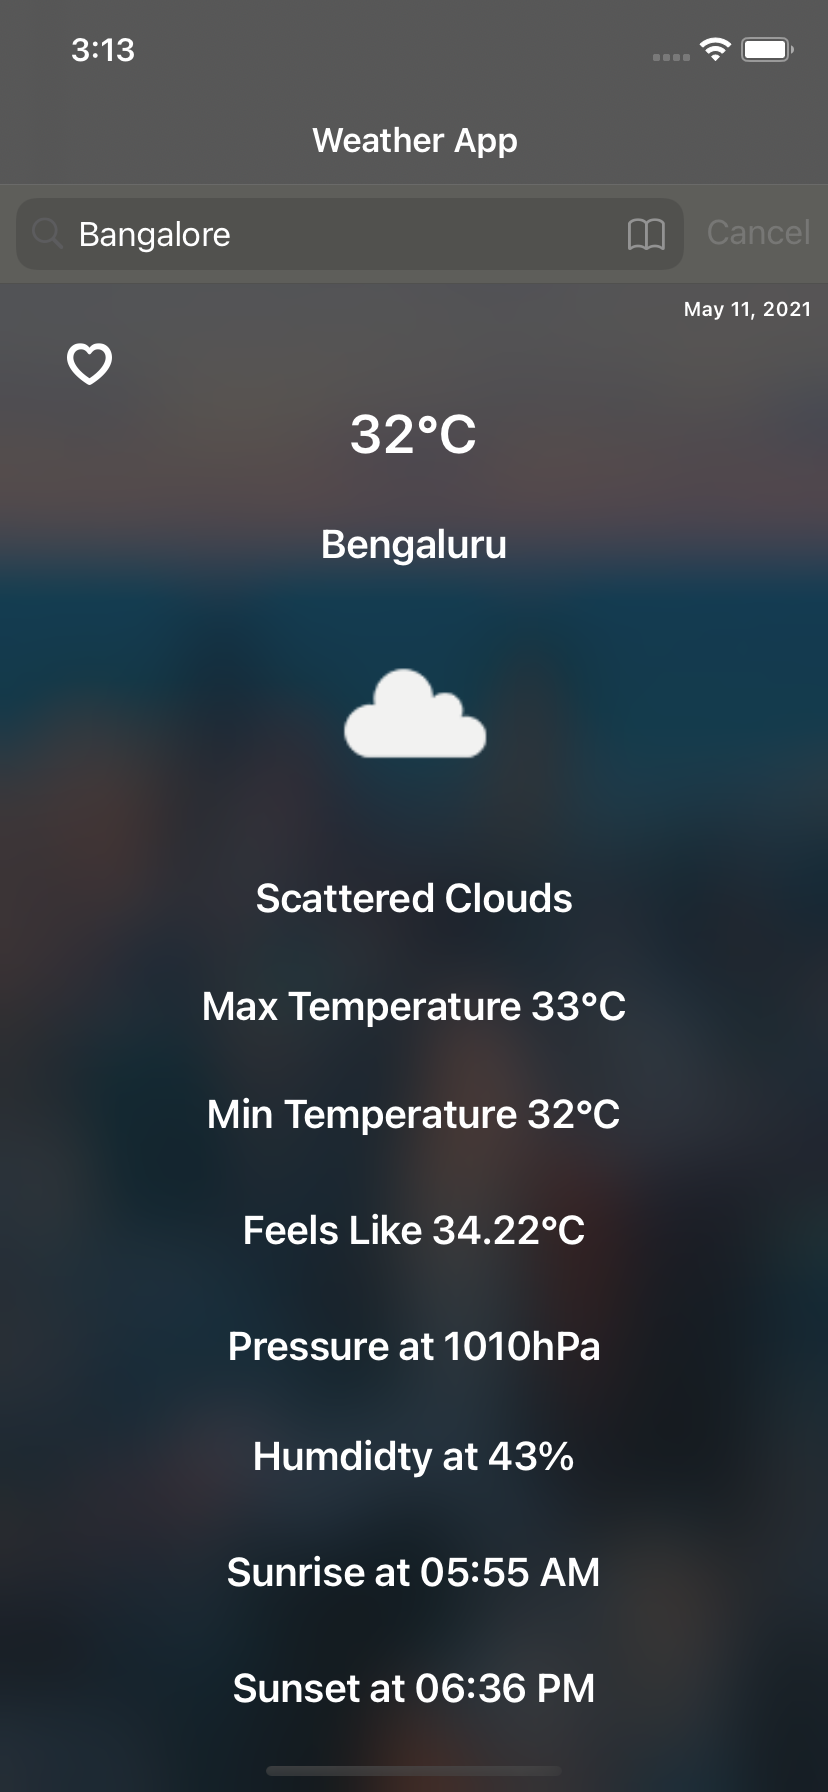 3:13
Weather App
Bangalore
Cancel
May 11, 2021
32°C
Bengaluru
Scattered Clouds
Max Temperature 33°C
Min Temperature 32°C
Feels Like 34.22°C
Pressure at 1010hPa
Humdidty at 43%
Sunrise at 05:55 AM
Sunset at 06:36 PM